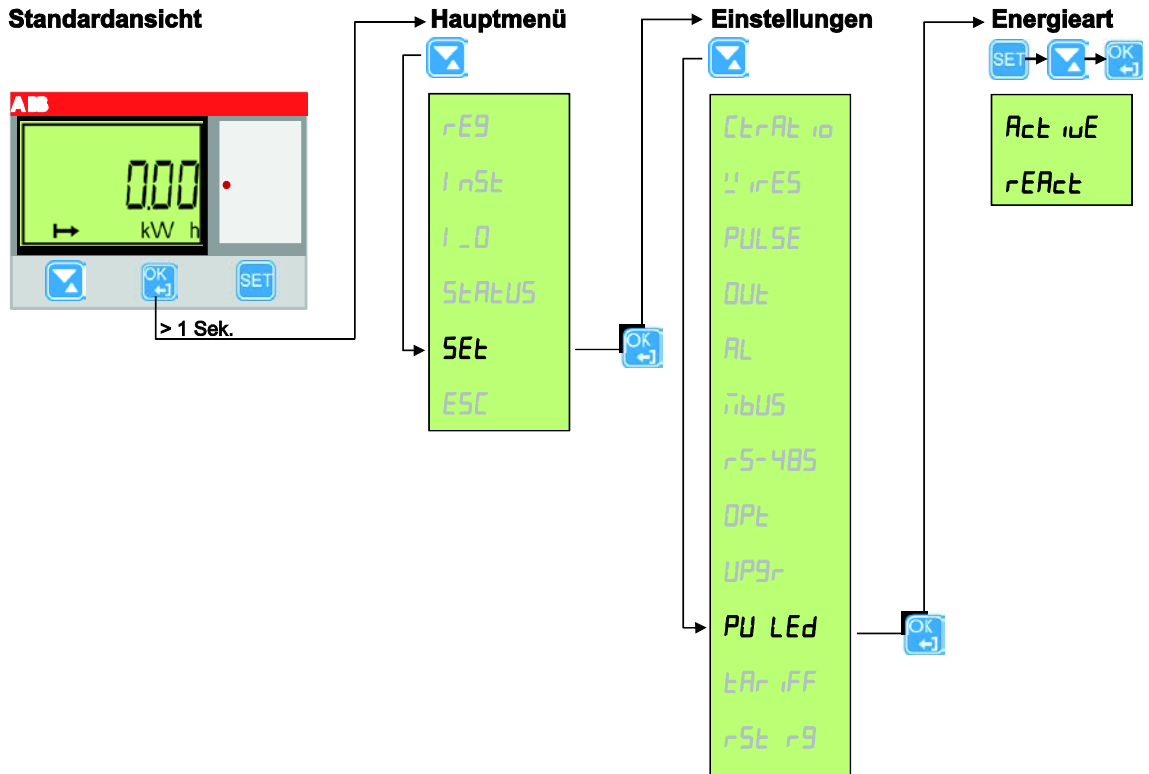 Standardansicht
ABB
0.00
kW h
OK
SET
> 1 Sek.
Hauptmenü
rEg
InSt
I_O
StAtUS
SEt
ESC
OK
Einstellungen
CtrAtio
WirES
PULSE
OUt
AL
mbUS
rS-485
OPt
UPgr
PU LEd
tAriFF
rSt rg
OK
Energieart
SET
OK
ActivE
rEAct